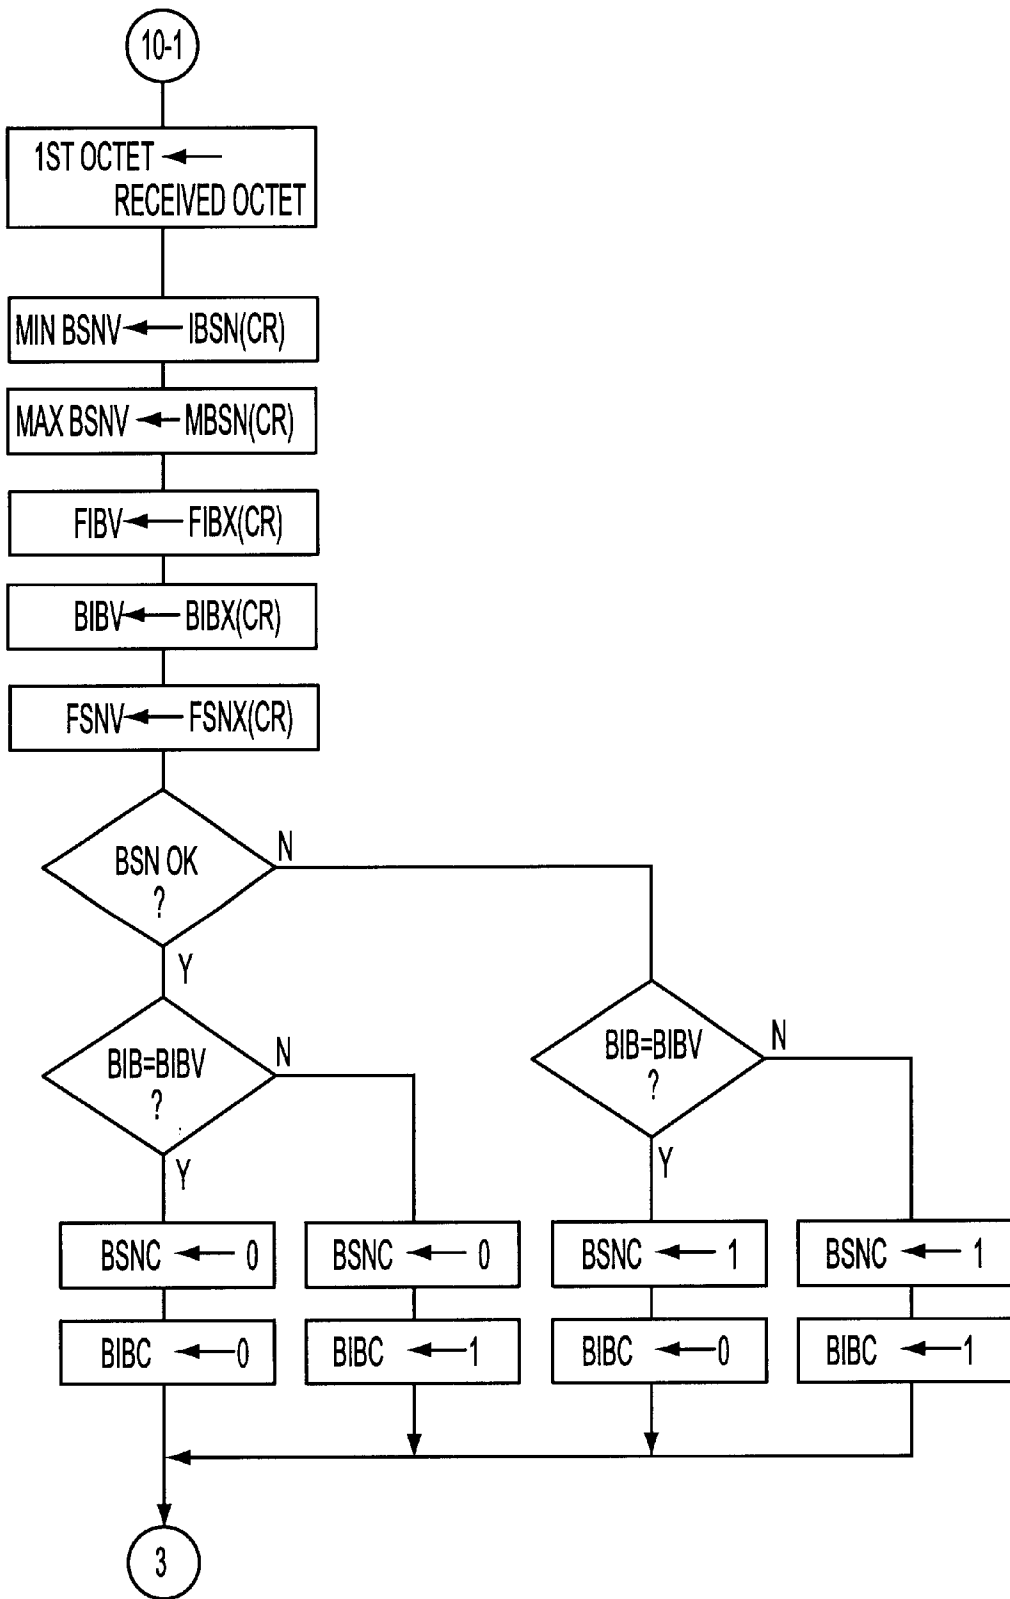 10-1
1ST OCTET ←
RECEIVED OCTET
MIN BSNV ← IBSN(CR)
MAX BSNV ← MBSN(CR)
FIBV ← FIBX(CR)
BIBV ← BIBX(CR)
FSNV ← FSNX(CR)
BSN OK
?
N
Y
BIB=BIBV
?
N
Y
BIB=BIBV
?
N
Y
BSNC ← 0
BSNC ← 0
BSNC ← 1
BSNC ← 1
BIBC ← 0
BIBC ← 1
BIBC ← 0
BIBC ← 1
3